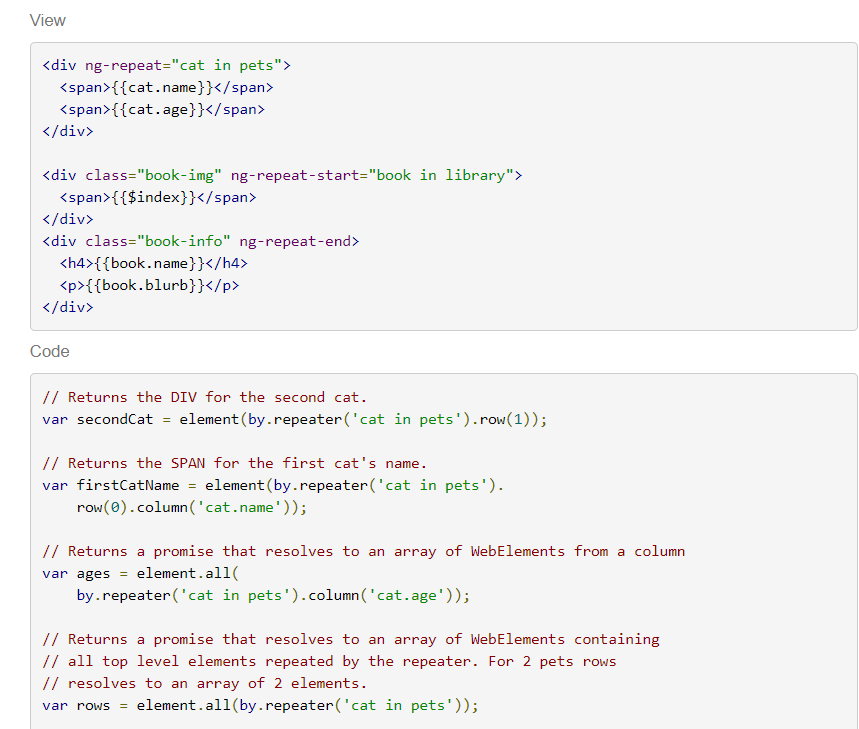 View
<div ng-repeat="cat in pets">
  <span>{{cat.name}}</span>
  <span>{{cat.age}}</span>
</div>

<div class="book-img" ng-repeat-start="book in library">
  <span>{{$index}}</span>
</div>
<div class="book-info" ng-repeat-end>
  <h4>{{book.name}}</h4>
  <p>{{book.blurb}}</p>
</div>
Code
// Returns the DIV for the second cat.
var secondCat = element(by.repeater('cat in pets').row(1));

// Returns the SPAN for the first cat's name.
var firstCatName = element(by.repeater('cat in pets').
    row(0).column('cat.name'));

// Returns a promise that resolves to an array of WebElements from a column
var ages = element.all(
    by.repeater('cat in pets').column('cat.age'));

// Returns a promise that resolves to an array of WebElements containing
// all top level elements repeated by the repeater. For 2 pets rows
// resolves to an array of 2 elements.
var rows = element.all(by.repeater('cat in pets'));